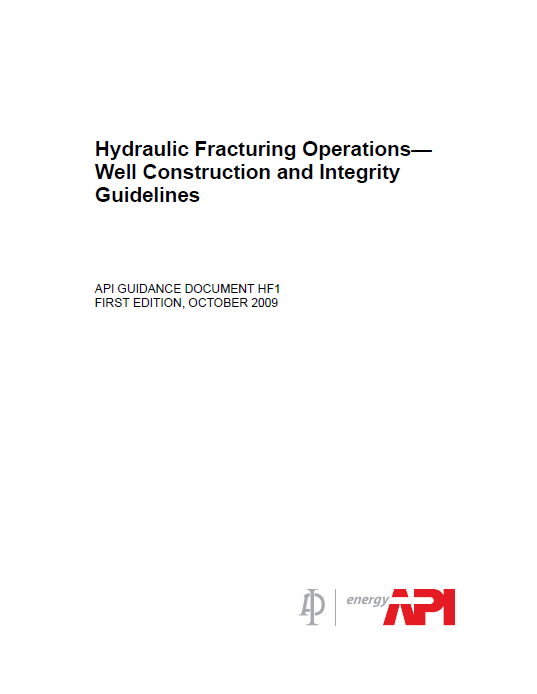 Hydraulic Fracturing Operations—
Well Construction and Integrity
Guidelines
API GUIDANCE DOCUMENT HF1
FIRST EDITION, OCTOBER 2009
energy API